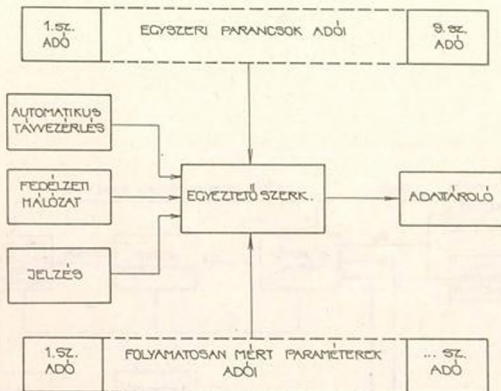 1.SZ.
ADÓ
EGYSZERI PARANCSOK ADÓI
9.SZ.
ADÓ
AUTOMATIKUS
TÁVVEZÉRLÉS
FEDÉLZETI
HÁLÓZAT
JELZÉS
EGYEZTETŐ SZERK.
ADATTÁROLÓ
1.SZ.
ADÓ
FOLYAMATOSAN MÉRT PARAMÉTEREK
ADÓI
... SZ.
ADÓ